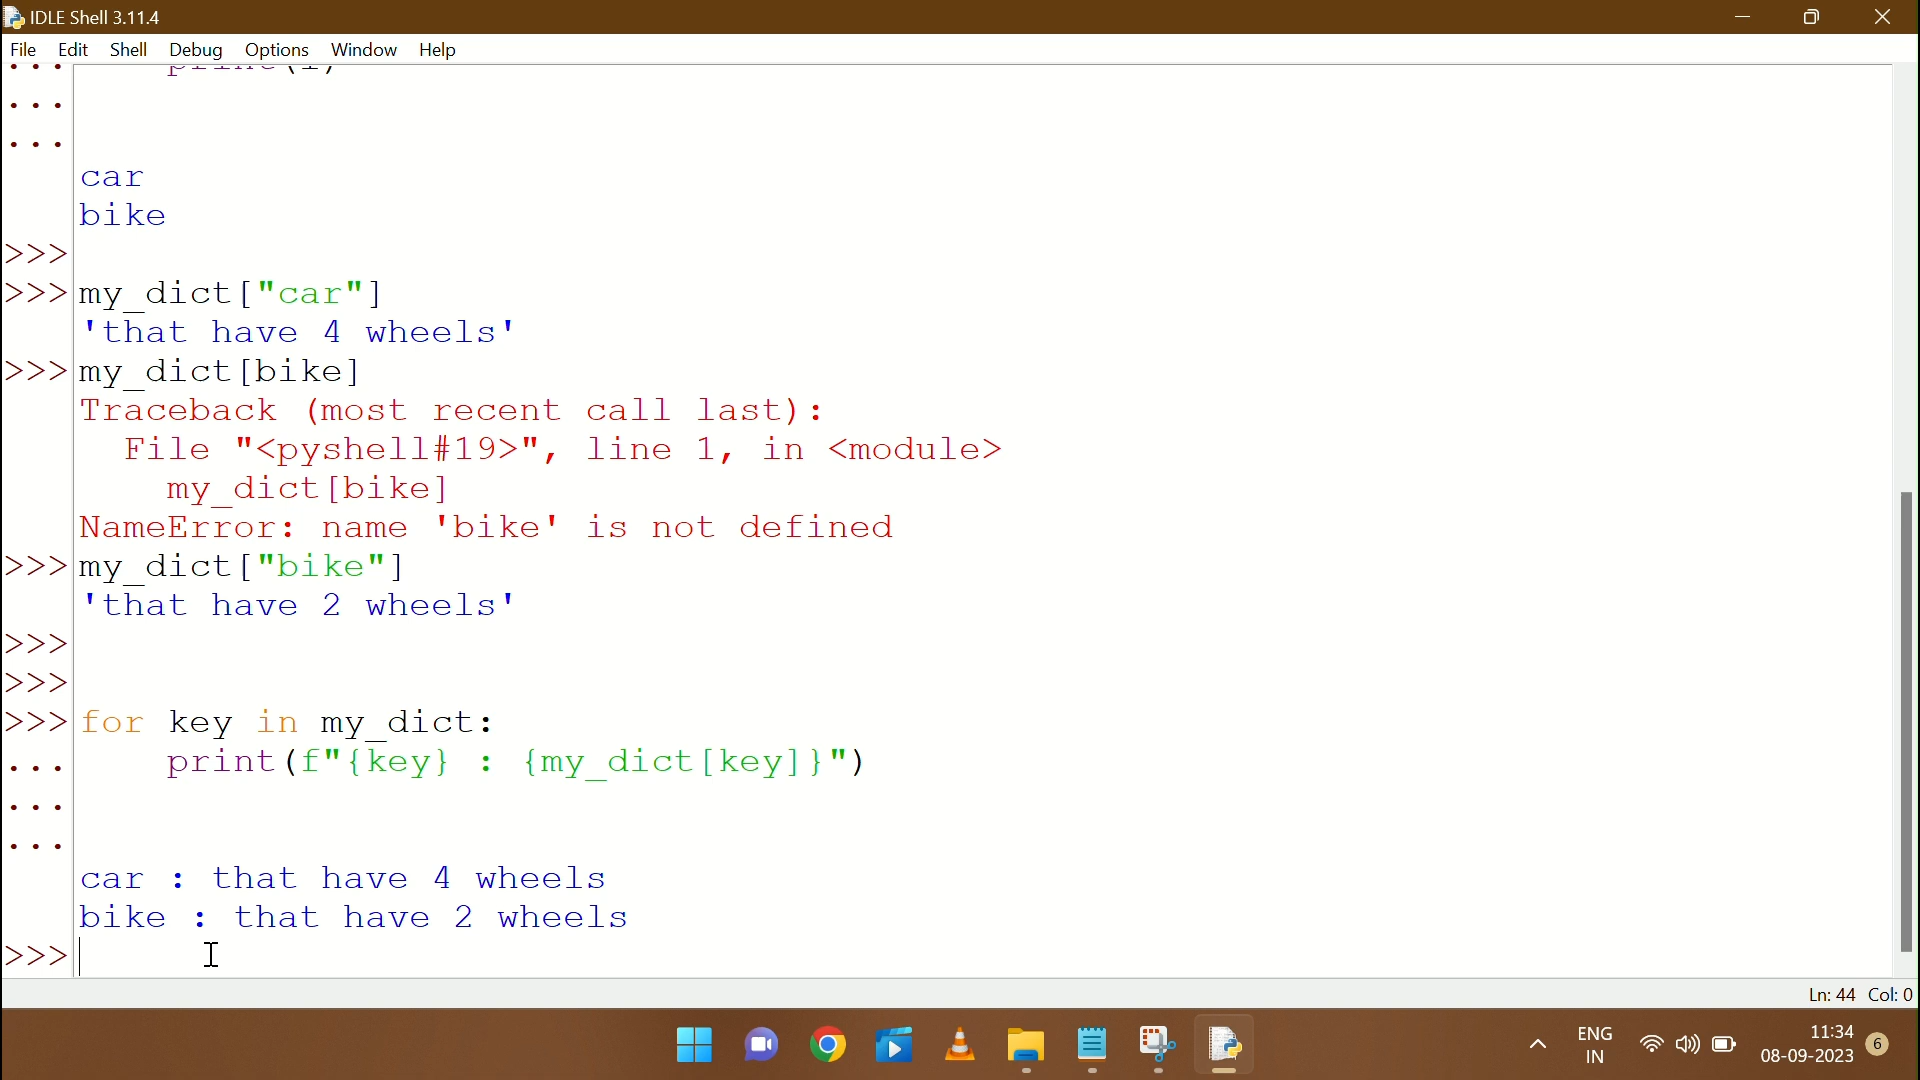 IDLE Shell 3.11.4
File Edit Shell Debug Options Window Help
...
...
...
car
bike
>>>
>>> my_dict["car"]
'that have 4 wheels'
>>> my_dict[bike]
Traceback (most recent call last):
File "<pyshell#19>", line 1, in <module>
my_dict[bike]
NameError: name 'bike' is not defined
>>> my_dict["bike"]
'that have 2 wheels'
>>>
>>>
>>> for key in my_dict:
... print(f"{key} : {my_dict[key]}")
...
...
car : that have 4 wheels
bike : that have 2 wheels
>>>
Ln: 44 Col: 0
ENG
IN
11:34
08-09-2023
6